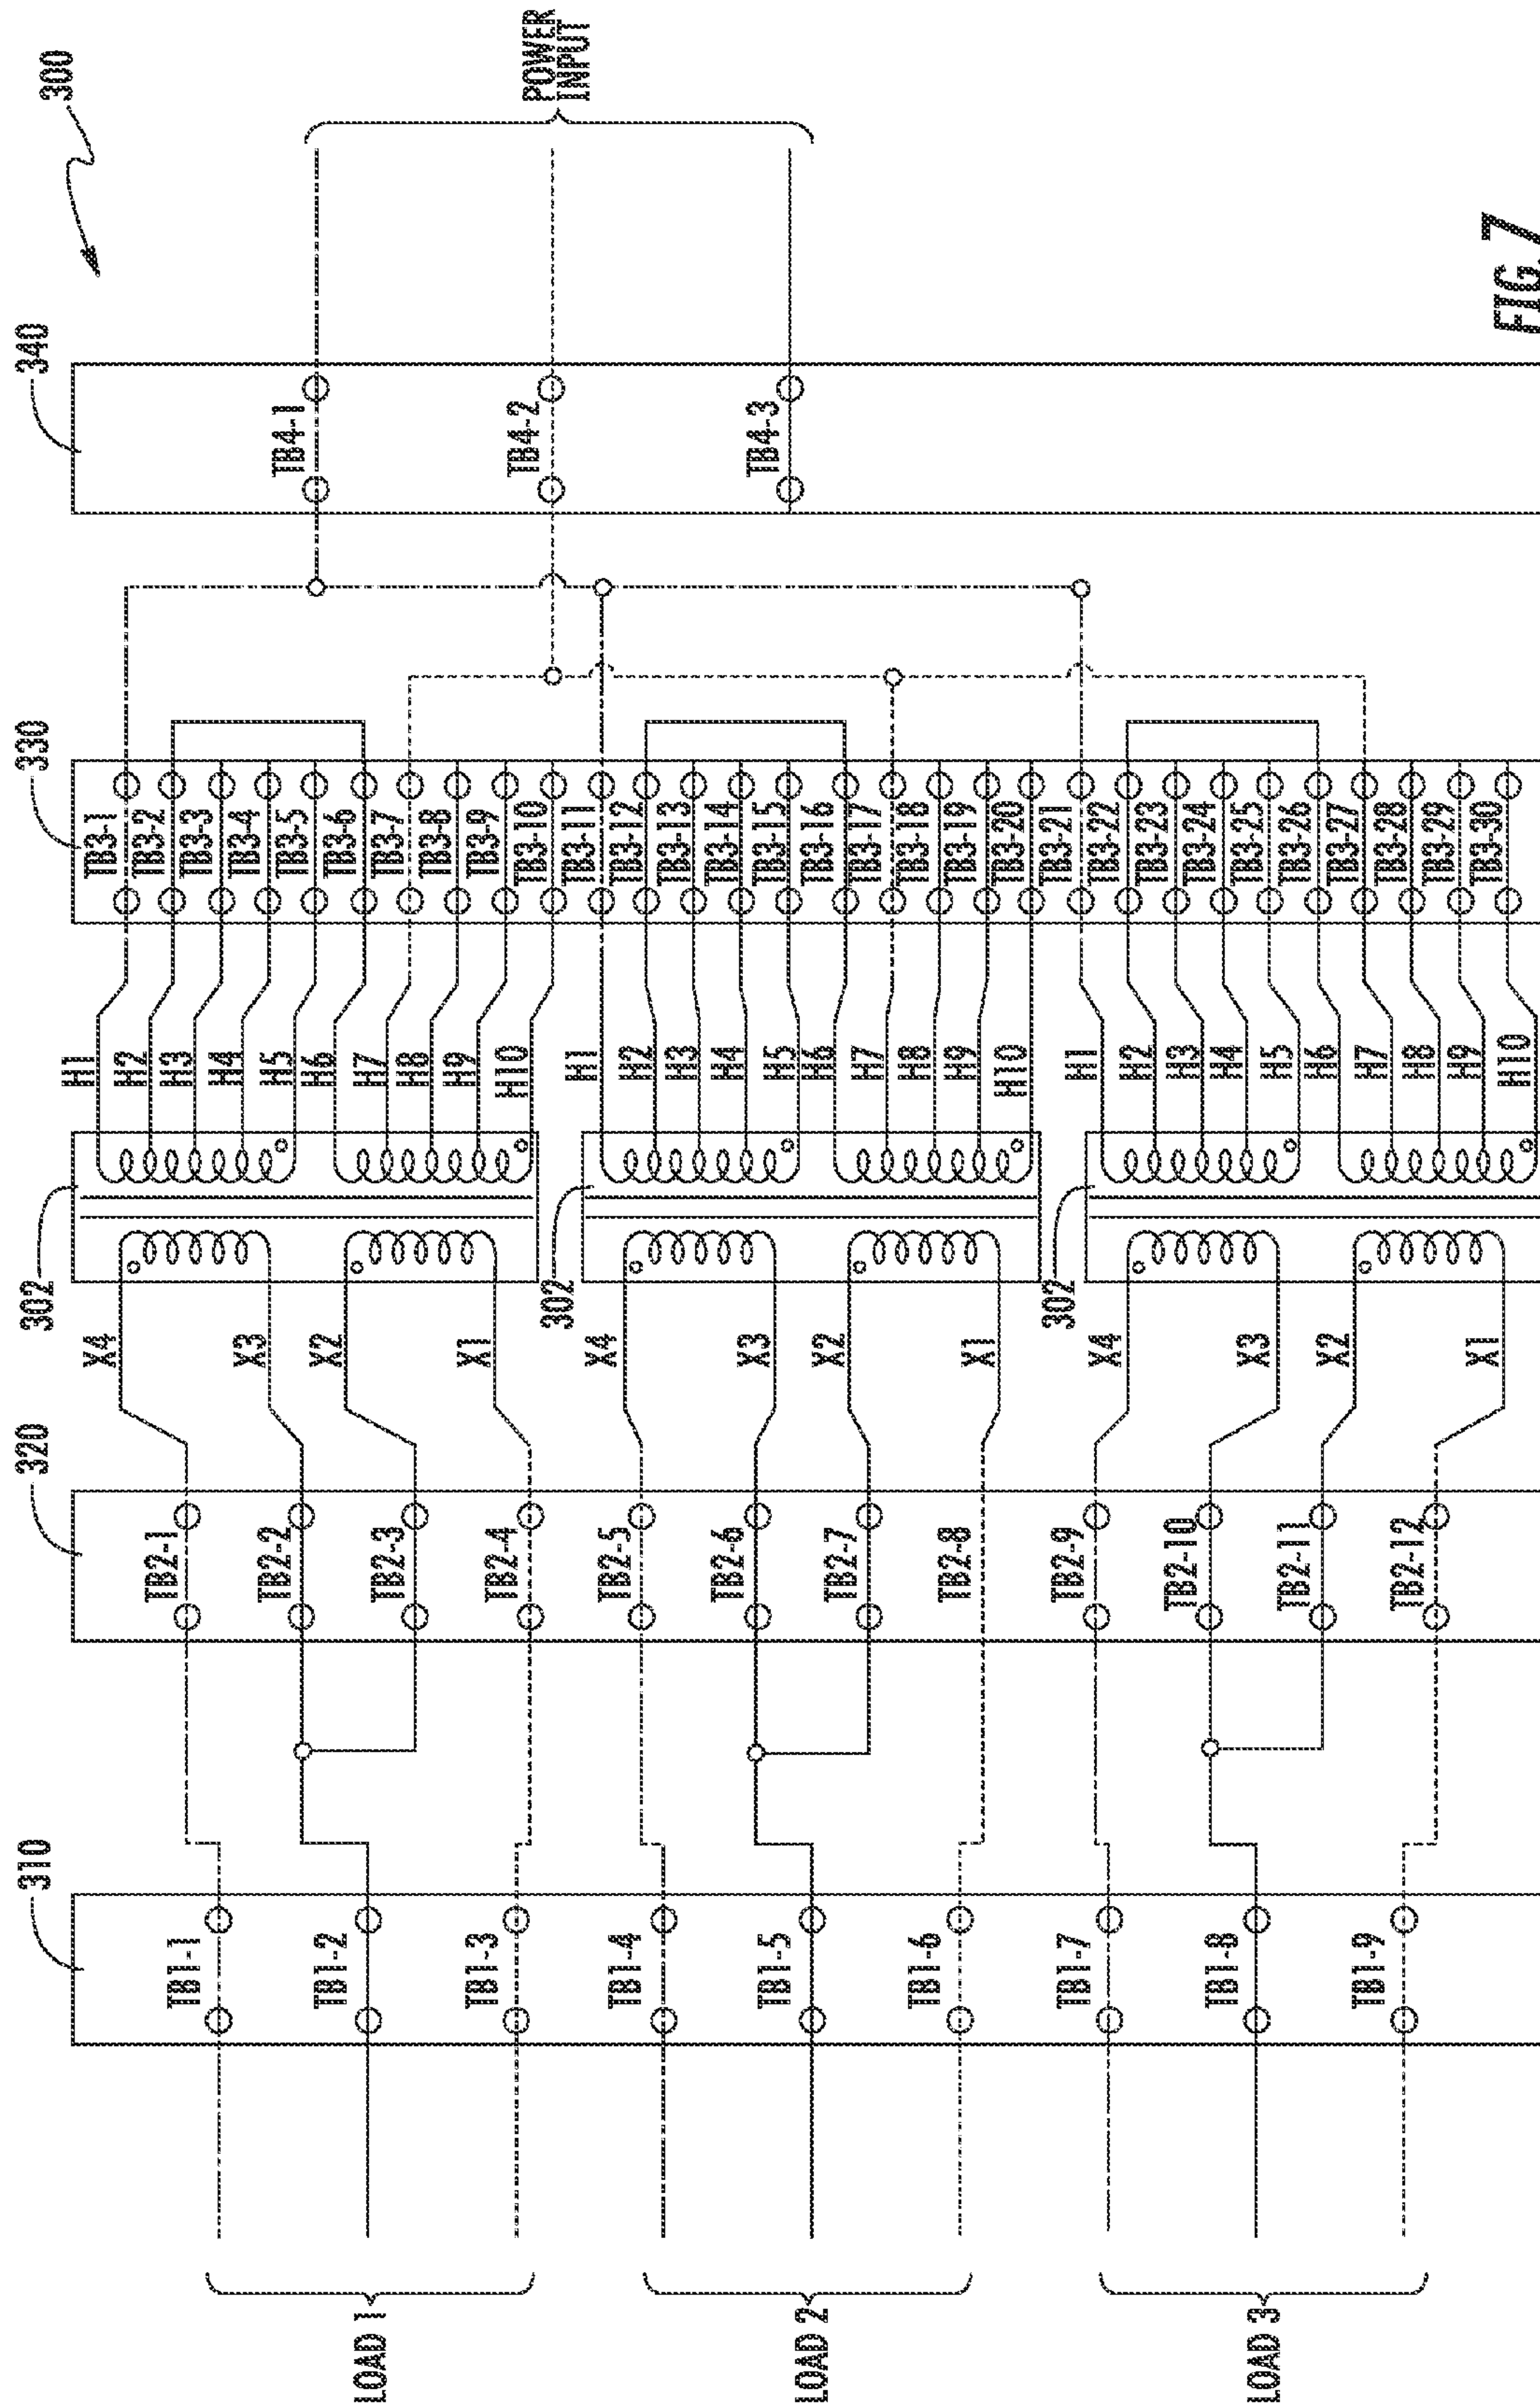 300
POWER
INPUT
340
TB4-1
TB4-2
TB4-3
FIG. 7
330
TB3-1
TB3-2
TB3-3
TB3-4
TB3-5
TB3-6
TB3-7
TB3-8
TB3-9
TB3-10
TB3-11
TB3-12
TB3-13
TB3-14
TB3-15
TB3-16
TB3-17
TB3-18
TB3-19
TB3-20
TB3-21
TB3-22
TB3-23
TB3-24
TB3-25
TB3-26
TB3-27
TB3-28
TB3-29
TB3-30
H1
H2
H3
H4
H5
H6
H7
H8
H9
H10
H1
H2
H3
H4
H5
H6
H7
H8
H9
H10
H1
H2
H3
H4
H5
H6
H7
H8
H9
H10
302
302
302
X4
X3
X2
X1
X4
X3
X2
X1
X4
X3
X2
X1
320
TB2-1
TB2-2
TB2-3
TB2-4
TB2-5
TB2-6
TB2-7
TB2-8
TB2-9
TB2-10
TB2-11
TB2-12
310
TB1-1
TB1-2
TB1-3
TB1-4
TB1-5
TB1-6
TB1-7
TB1-8
TB1-9
LOAD 1
LOAD 2
LOAD 3